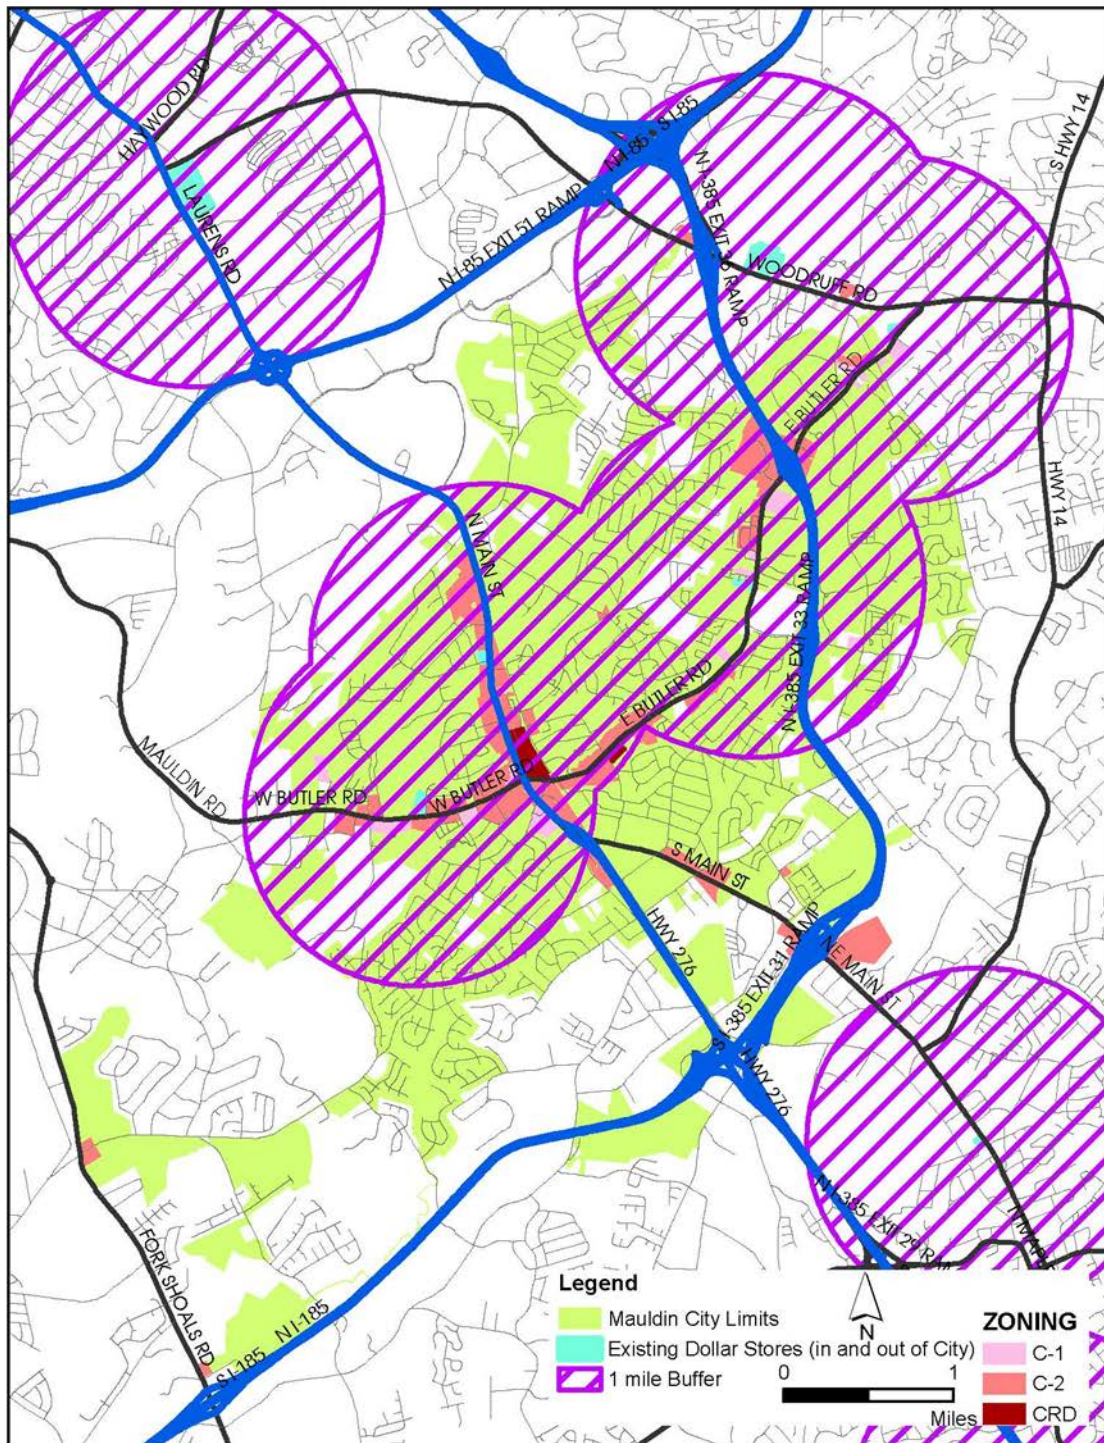 HAYWOOD RD
LAURENS RD
N I-85 EXIT 51 RAMP
N I-85
S I-85
N I-385 EXIT 35 RAMP
WOODRUFF RD
S HWY 14
HWY 14
E BUTLER RD
N MAIN ST
N I-385 EXIT 33 RAMP
E BUTLER RD
MAULDIN RD
W BUTLER RD
W BUTLER RD
S MAIN ST
HWY 276
S I-385 EXIT 31 RAMP
NE MAIN ST
HWY 276
N I-385 EXIT 29 RAM
FORK SHOALS RD
S I-185
N I-185
Legend
Mauldin City Limits
Existing Dollar Stores (in and out of City)
1 mile Buffer
N
0 1
Miles
ZONING
C-1
C-2
CRD